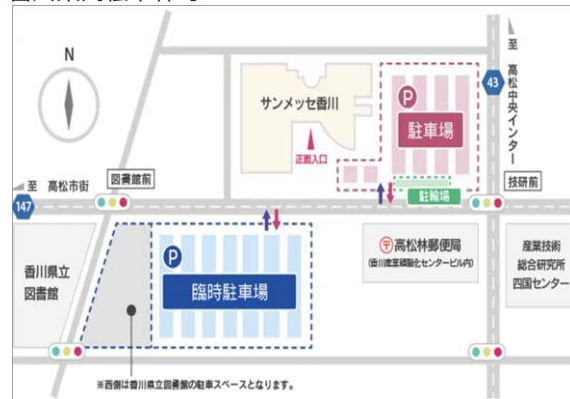 N
至
高松中央インター
43
サンメッセ香川
P
駐車場
正面入口
至 高松市街
図書館前
駐輪場
技研前
147
香川県立
図書館
P
臨時駐車場
〒高松林郵便局
(香川産業頭脳化センタービル内)
産業技術
総合研究所
四国センター
※西側は香川県立図書館の駐車スペースとなります。